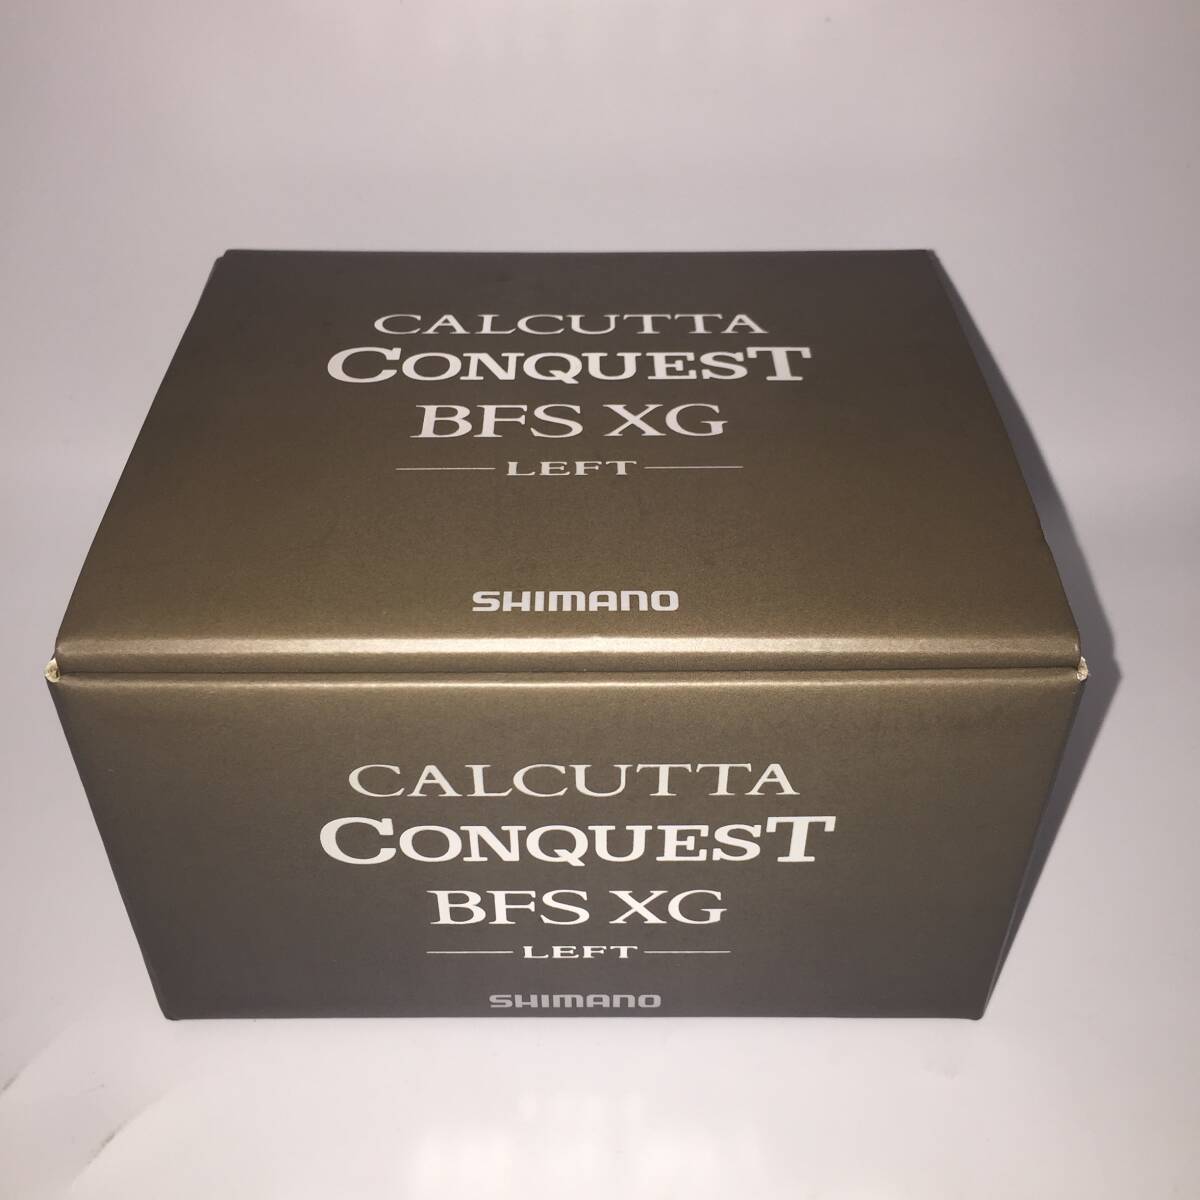 CALCUTTA
CONQUEST
BFS XG
LEFT
SHIMANO
CALCUTTA
CONQUEST
BFS XG
LEFT
SHIMANO